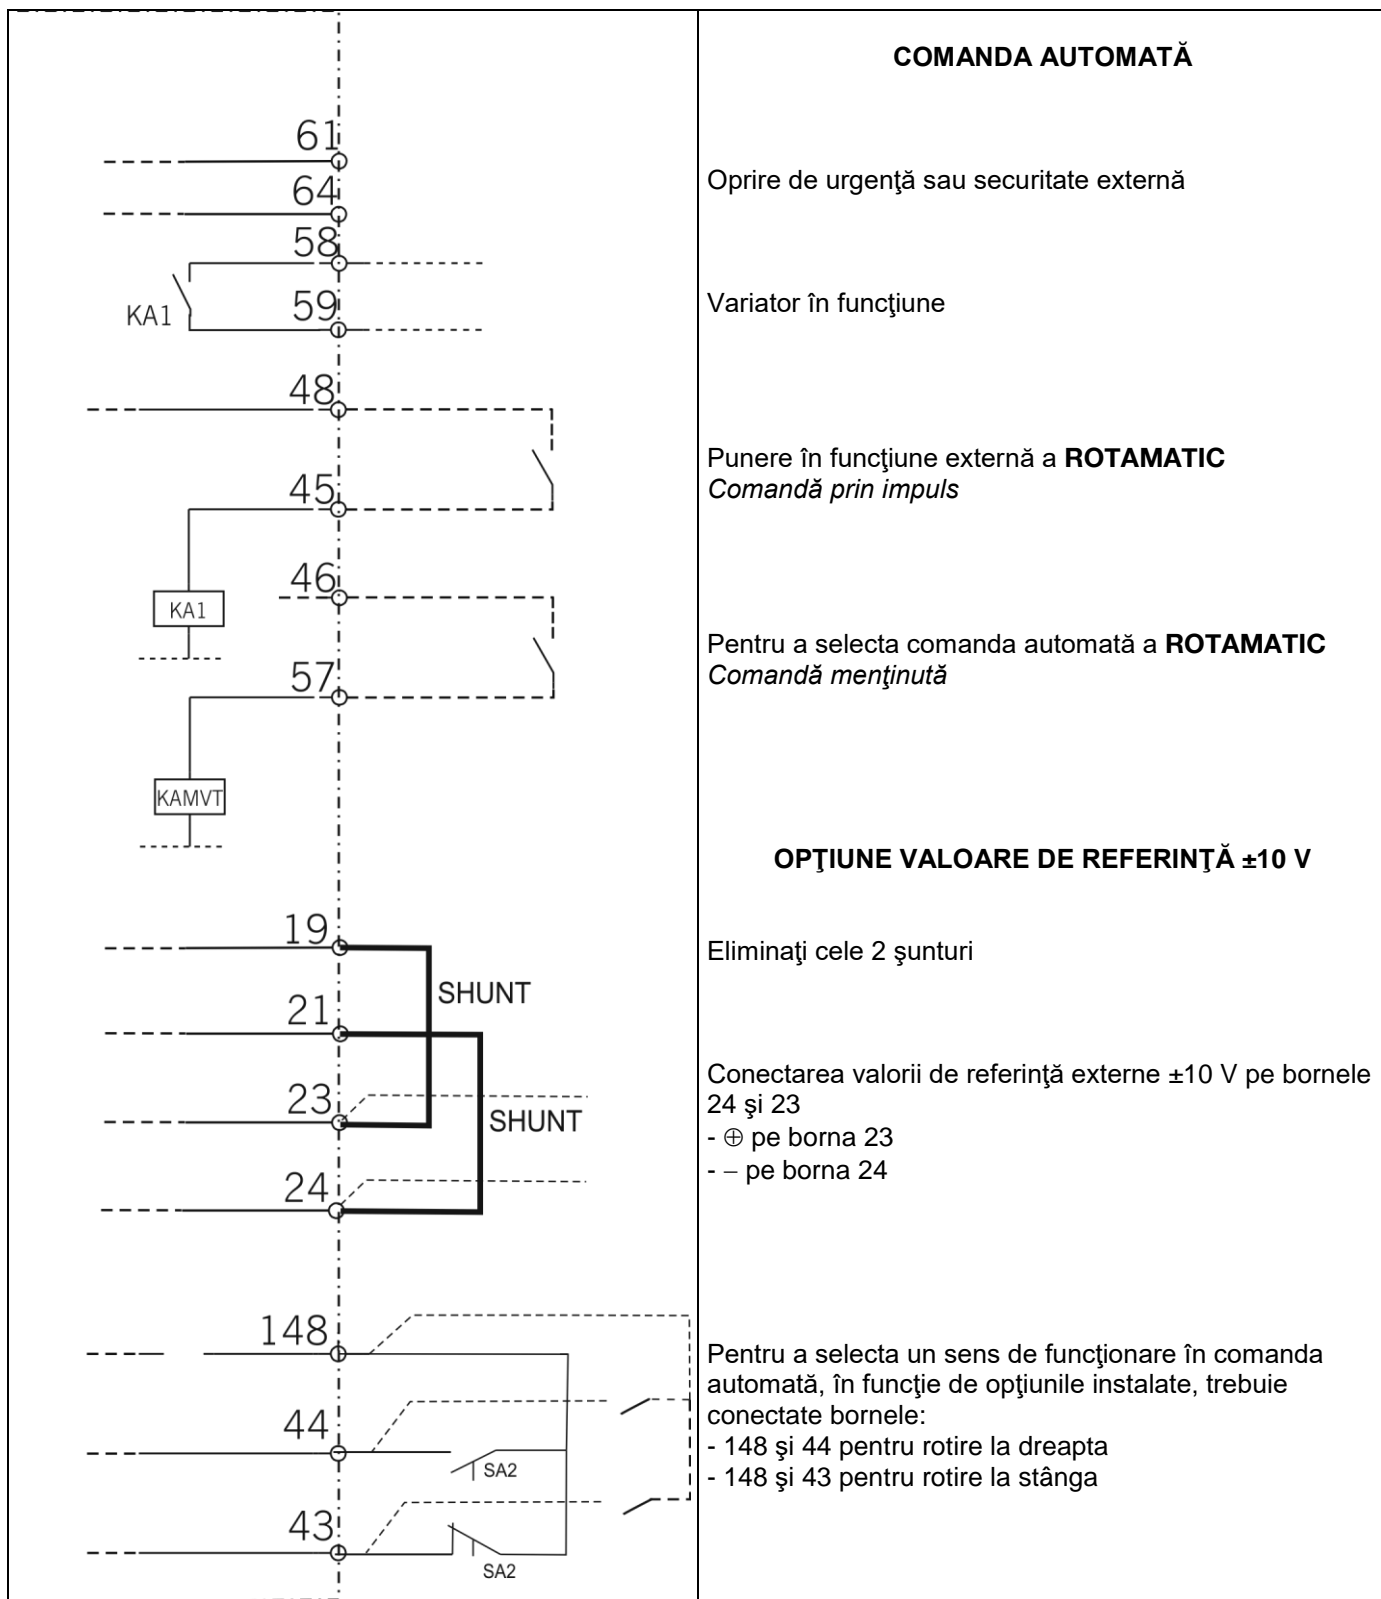 COMANDA AUTOMATĂ
61
Oprire de urgenţă sau securitate externă
64
58
KA1
59
Variator în funcţiune
48
Punere în funcţiune externă a ROTAMATIC
Comandă prin impuls
45
46
KA1
Pentru a selecta comanda automată a ROTAMATIC
Comandă menţinută
57
KAMVT
OPŢIUNE VALOARE DE REFERINŢĂ ±10 V
19
Eliminaţi cele 2 şunturi
SHUNT
21
Conectarea valorii de referinţă externe ±10 V pe bornele
24 şi 23
- ⊕ pe borna 23
- – pe borna 24
23
SHUNT
24
148
Pentru a selecta un sens de funcţionare în comanda
automată, în funcţie de opţiunile instalate, trebuie
conectate bornele:
- 148 şi 44 pentru rotire la dreapta
- 148 şi 43 pentru rotire la stânga
44
SA2
43
SA2